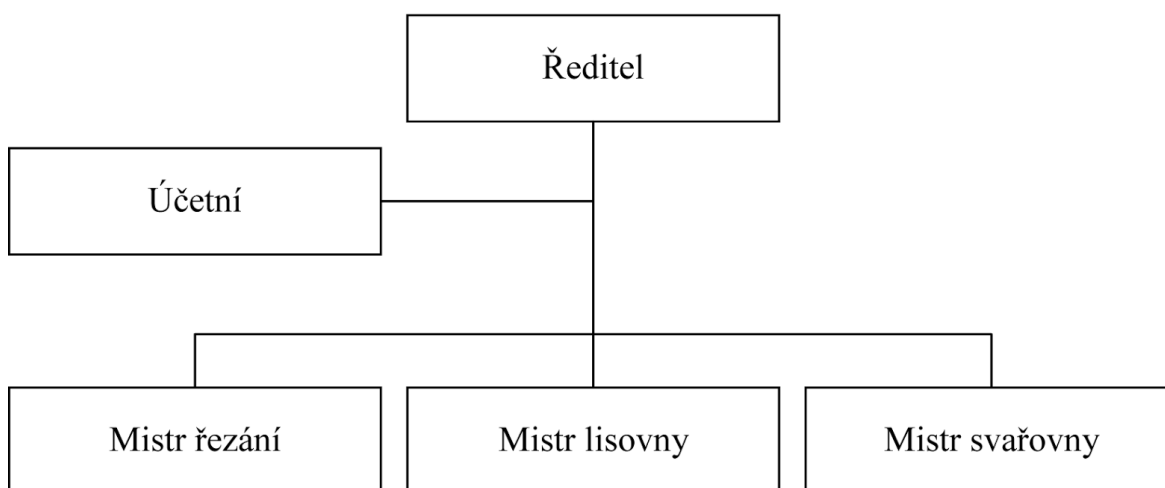 Ředitel
Účetní
Mistr řezání
Mistr lisovny
Mistr svařovny